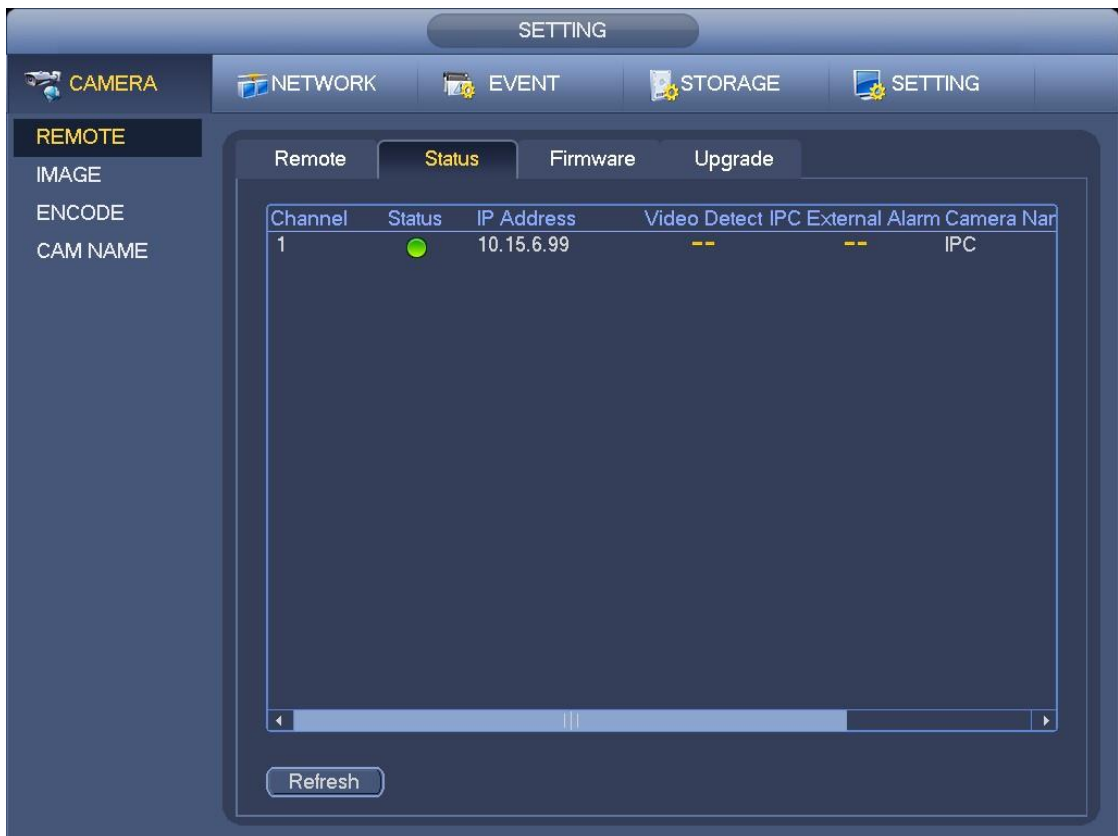 SETTING
CAMERA NETWORK EVENT STORAGE SETTING
REMOTE
IMAGE
ENCODE
CAM NAME
Remote Status Firmware Upgrade
Channel Status IP Address Video Detect IPC External Alarm Camera Nar
1 10.15.6.99 -- -- IPC
Refresh